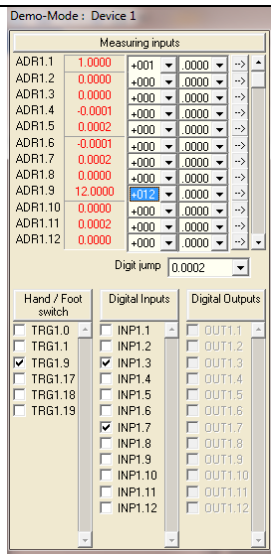 Demo-Mode : Device 1
Measuring inputs
ADR1.1 1.0000 +001 .0000 -->
ADR1.2 0.0000 +000 .0000 -->
ADR1.3 0.0000 +000 .0000 -->
ADR1.4 -0.0001 +000 .0000 -->
ADR1.5 0.0002 +000 .0000 -->
ADR1.6 -0.0001 +000 .0000 -->
ADR1.7 0.0002 +000 .0000 -->
ADR1.8 0.0000 +000 .0000 -->
ADR1.9 12.0000 +012 .0000 -->
ADR1.10 0.0000 +000 .0000 -->
ADR1.11 0.0002 +000 .0000 -->
ADR1.12 0.0000 +000 .0000 -->
Digit jump 0.0002
Hand / Foot
switch
TRG1.0
TRG1.1
TRG1.9
TRG1.17
TRG1.18
TRG1.19
Digital Inputs
INP1.1
INP1.2
INP1.3
INP1.4
INP1.5
INP1.6
INP1.7
INP1.8
INP1.9
INP1.10
INP1.11
INP1.12
Digital Outputs
OUT1.1
OUT1.2
OUT1.3
OUT1.4
OUT1.5
OUT1.6
OUT1.7
OUT1.8
OUT1.9
OUT1.10
OUT1.11
OUT1.12